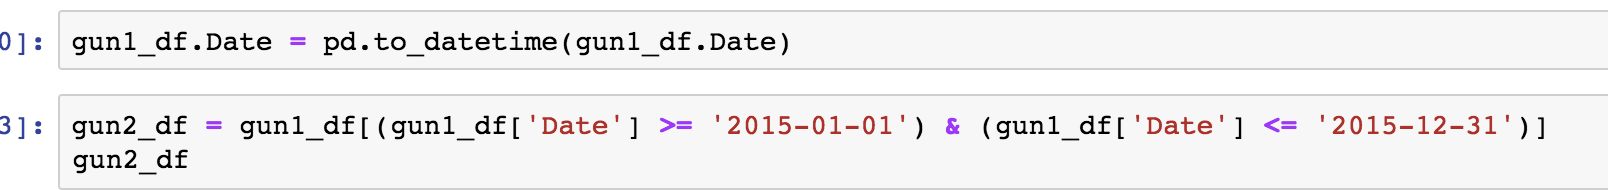 0]: gun1_df.Date = pd.to_datetime(gun1_df.Date)
3]: gun2_df = gun1_df[(gun1_df['Date'] >= '2015-01-01') & (gun1_df['Date'] <= '2015-12-31')]
gun2_df